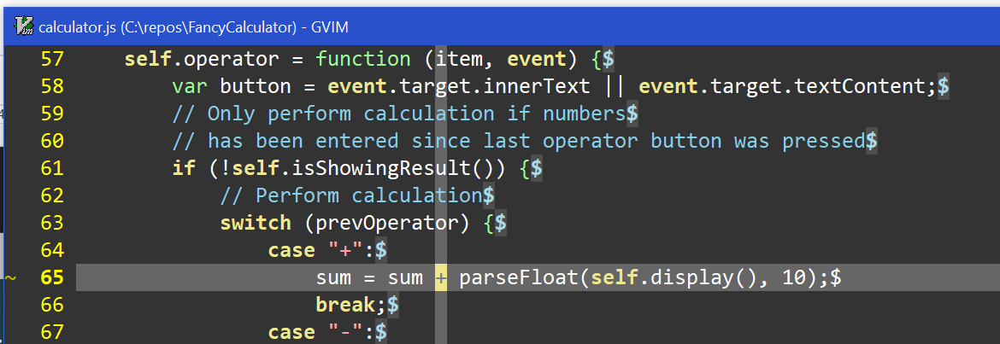 calculator.js (C:\repos\FancyCalculator) - GVIM
57 self.operator = function (item, event) {$
58 var button = event.target.innerText || event.target.textContent;$
59 // Only perform calculation if numbers$
60 // has been entered since last operator button was pressed$
61 if (!self.isShowingResult()) {$
62 // Perform calculation$
63 switch (prevOperator) {$
64 case "+":$
~ 65 sum = sum + parseFloat(self.display(), 10);$
66 break;$
67 case "-":$